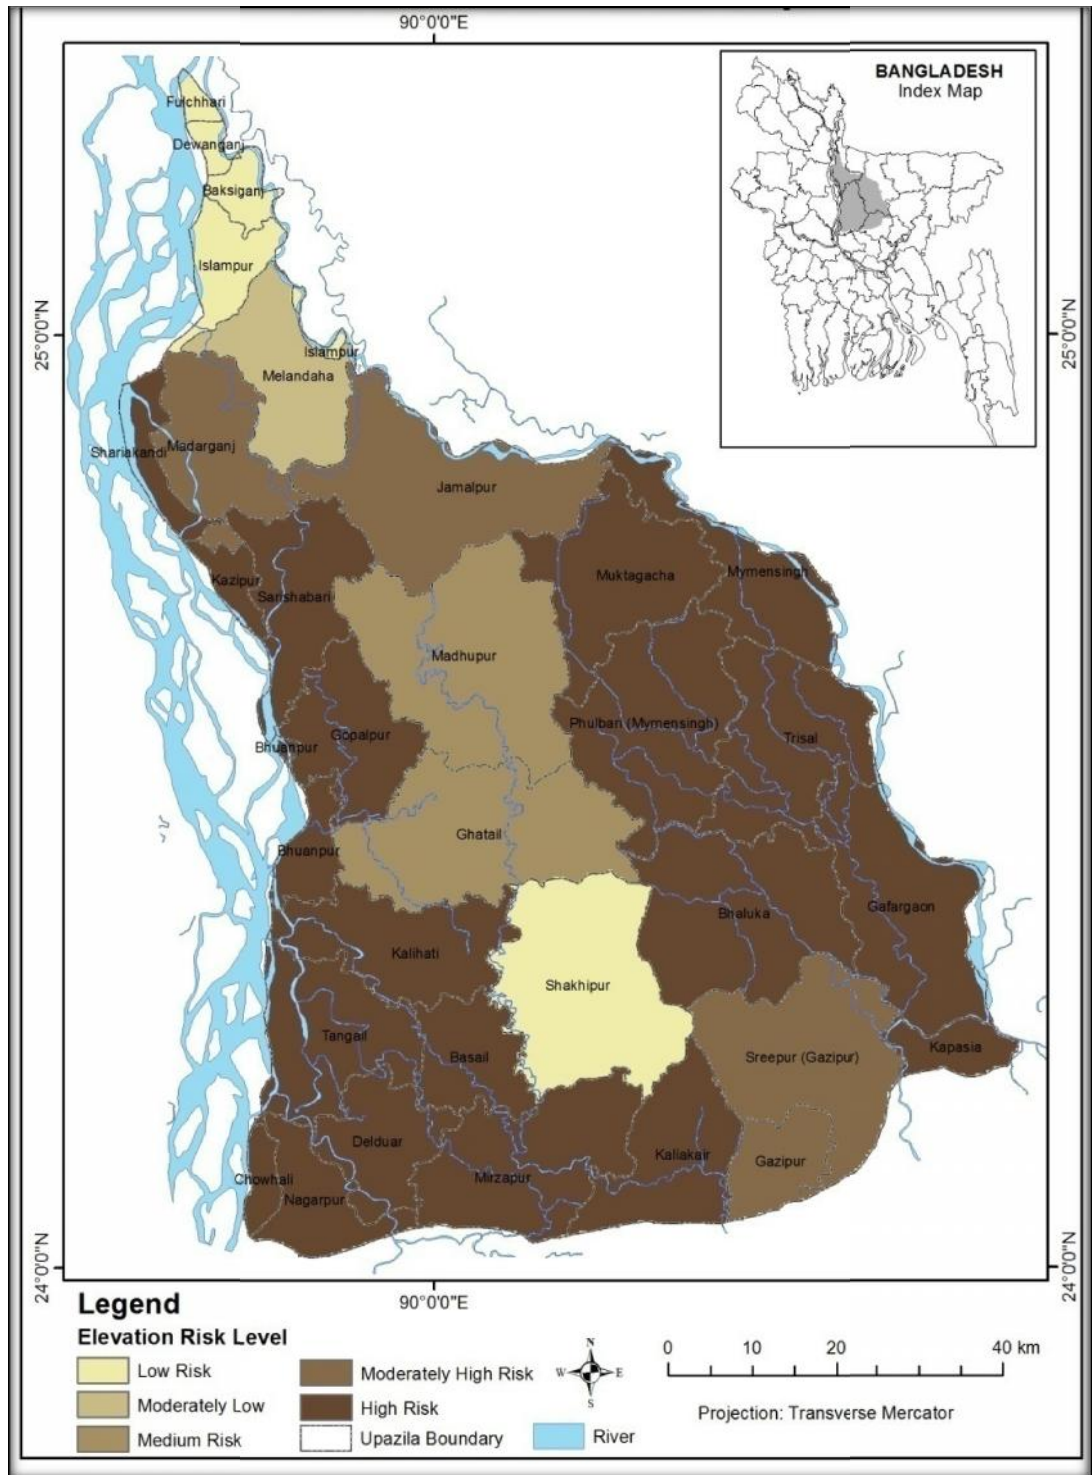 90°0'0"E
BANGLADESH
Index Map
Fulchhari
Dewanganj
Baksiganj
Islampur
25°0'0"N
25°0'0"N
Islampur
Melandaha
Shariakandi
Madarganj
Jamalpur
Kazipur
Sarishabari
Muktagacha
Mymensingh
Madhupur
Phulbari (Mymensingh)
Bhuanpur
Gopalpur
Trisal
Ghatail
Bhuanpur
Bhaluka
Gafargaon
Kalihati
Shakhipur
Tangail
Basail
Sreepur (Gazipur)
Kapasia
Delduar
Kaliakair
Gazipur
Chowhali
Nagarpur
Mirzapur
24°0'0"N
24°0'0"N
90°0'0"E
Legend
Elevation Risk Level
Low Risk
Moderately Low
Medium Risk
Moderately High Risk
High Risk
Upazila Boundary
River
N
W
E
S
0 10 20 40 km
Projection: Transverse Mercator